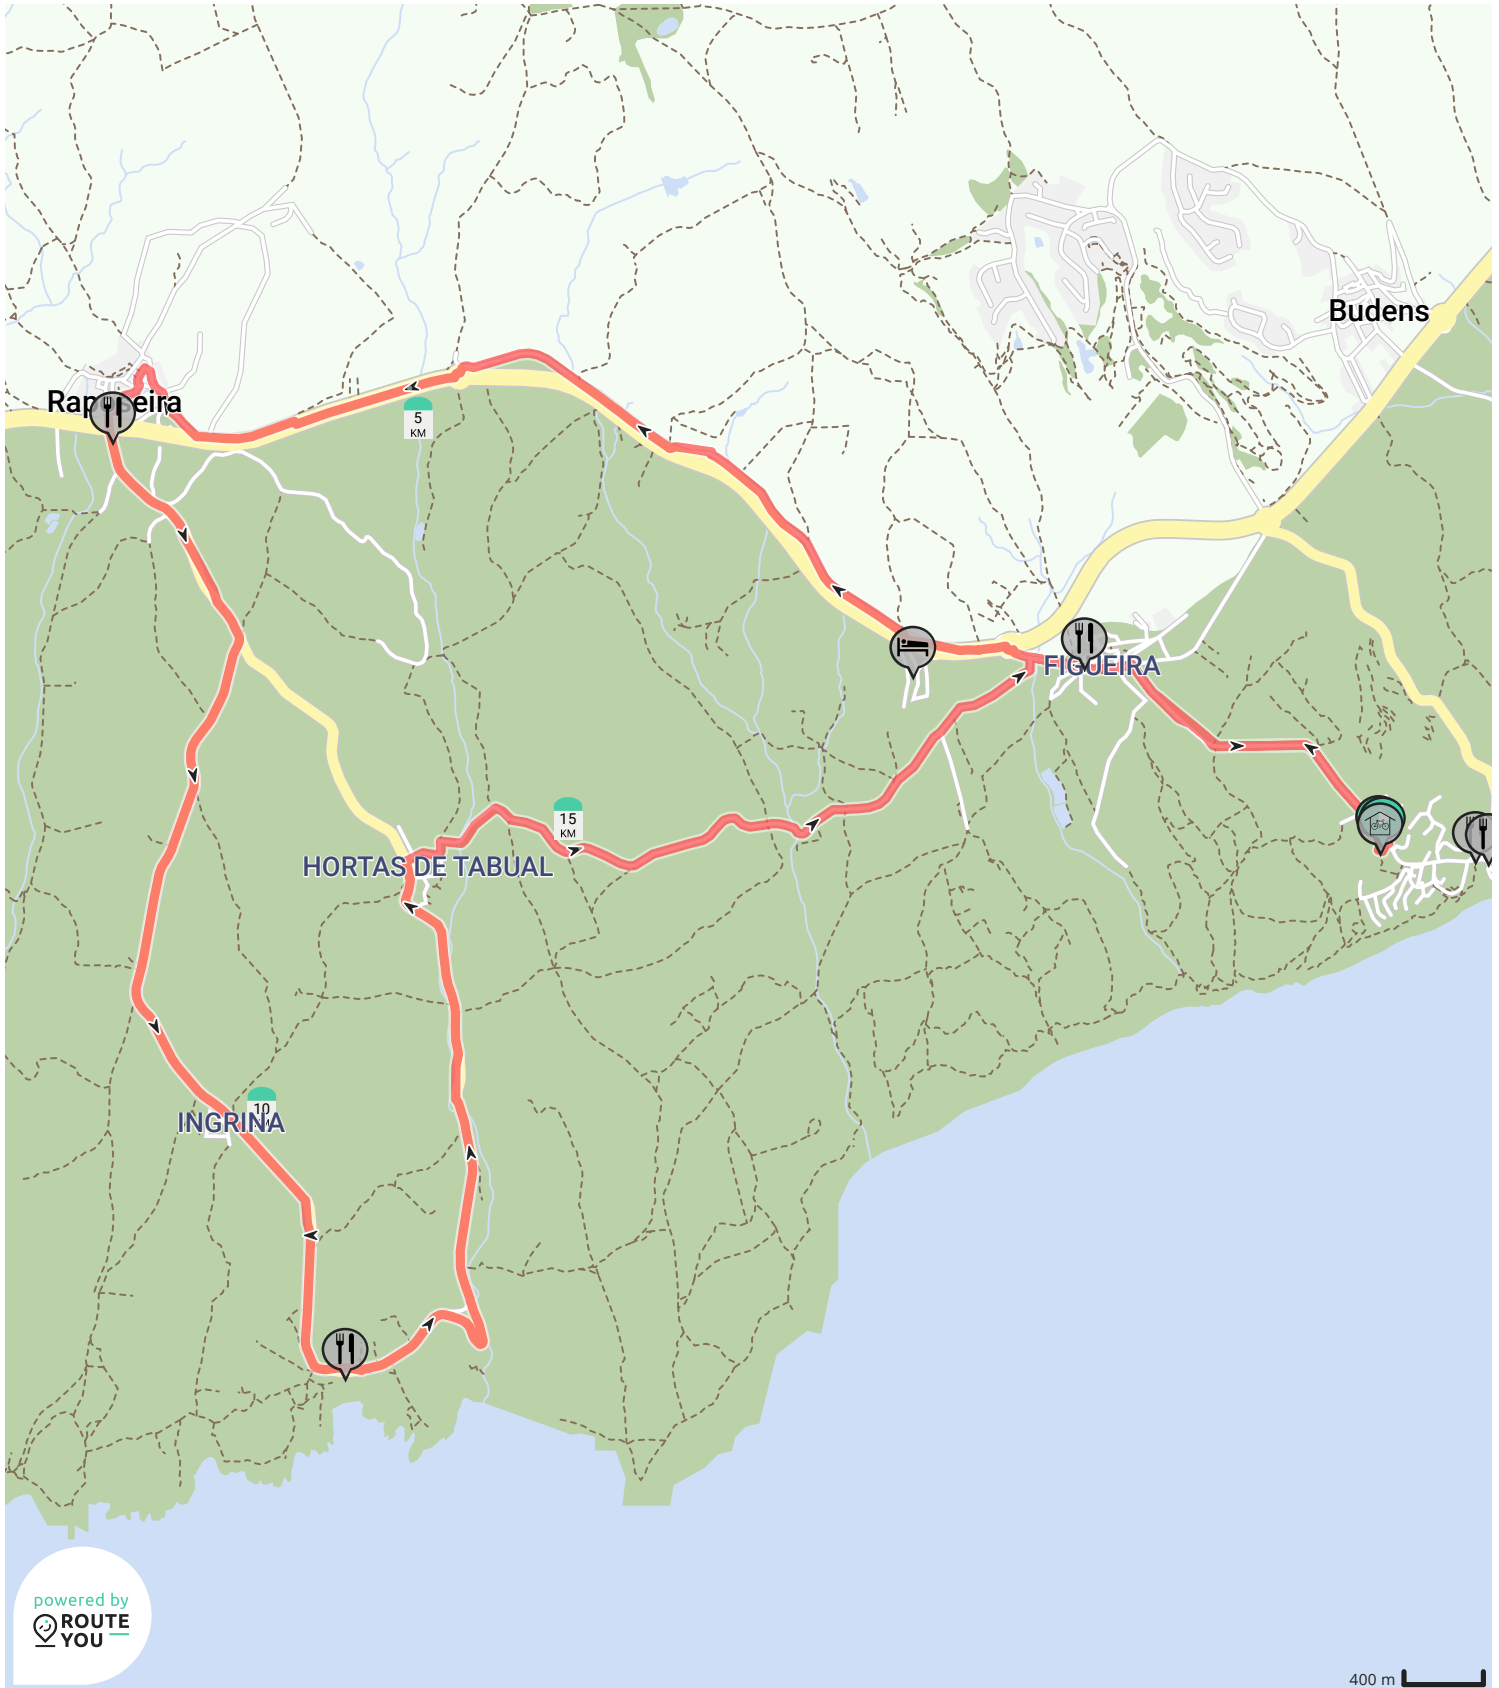 Budens
Rap eira
5
KM
FIGUEIRA
15
KM
HORTAS DE TABUAL
10
INGRINA
powered by
ROUTE
YOU
400 m